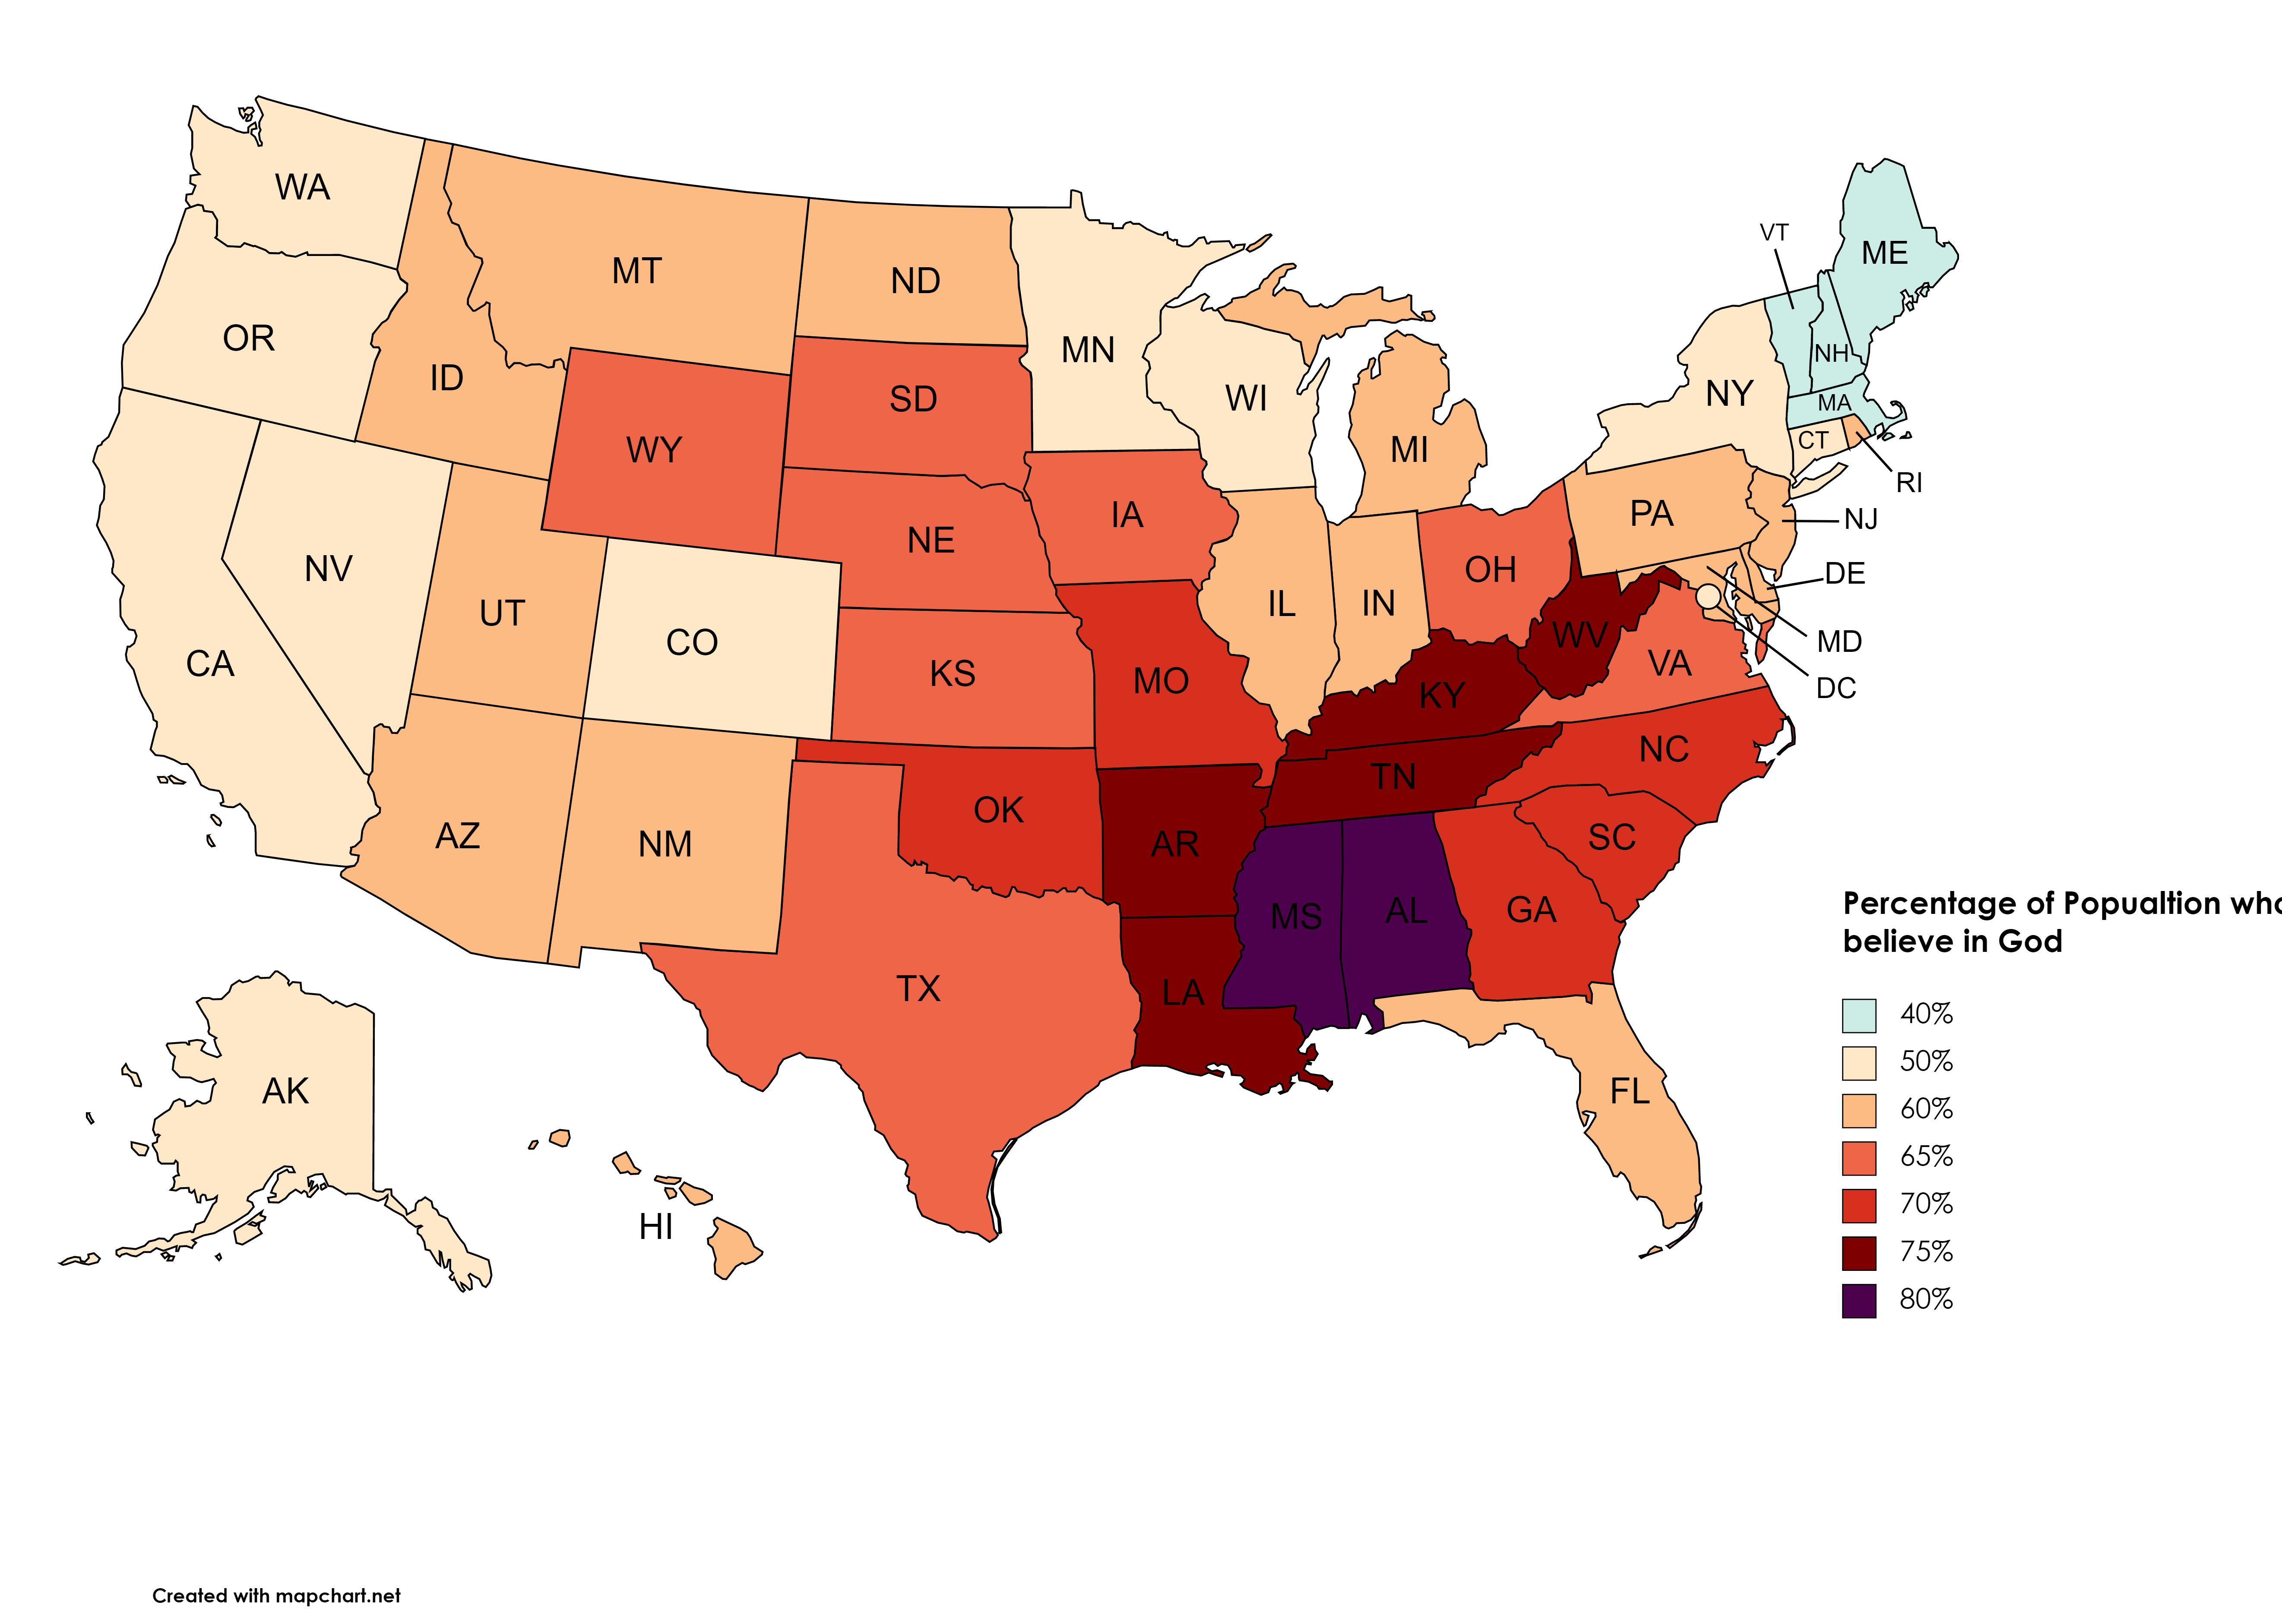 WA
MT
ND
MN
VT
ME
OR
ID
SD
WI
NH
NY
MA
WY
MI
CT
RI
NE
IA
PA
NJ
NV
OH
DE
UT
IL
IN
CO
WV
MD
CA
KS
MO
VA
KY
DC
NC
TN
OK
AZ
NM
AR
SC
MS
AL
GA
Percentage of Popualtion who
believe in God
TX
LA
40%
50%
AK
FL
60%
65%
70%
HI
75%
80%
Created with mapchart.net